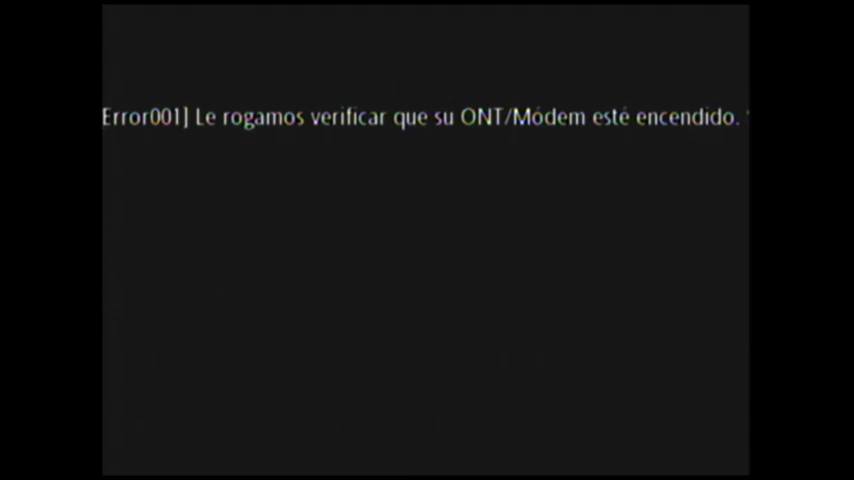 Error001] Le rogamos verificar que su ONT/Módem esté encendido.